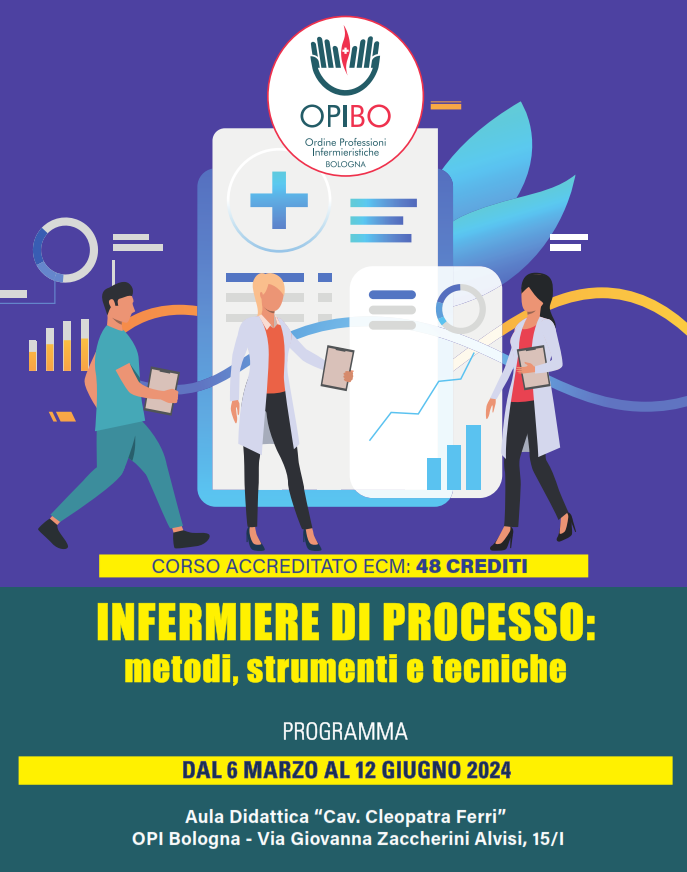 OPIBO
Ordine Professioni
Infermieristiche
BOLOGNA
CORSO ACCREDITATO ECM: 48 CREDITI
INFERMIERE DI PROCESSO:
metodi, strumenti e tecniche
PROGRAMMA
DAL 6 MARZO AL 12 GIUGNO 2024
Aula Didattica “Cav. Cleopatra Ferri”
OPI Bologna - Via Giovanna Zaccherini Alvisi, 15/I